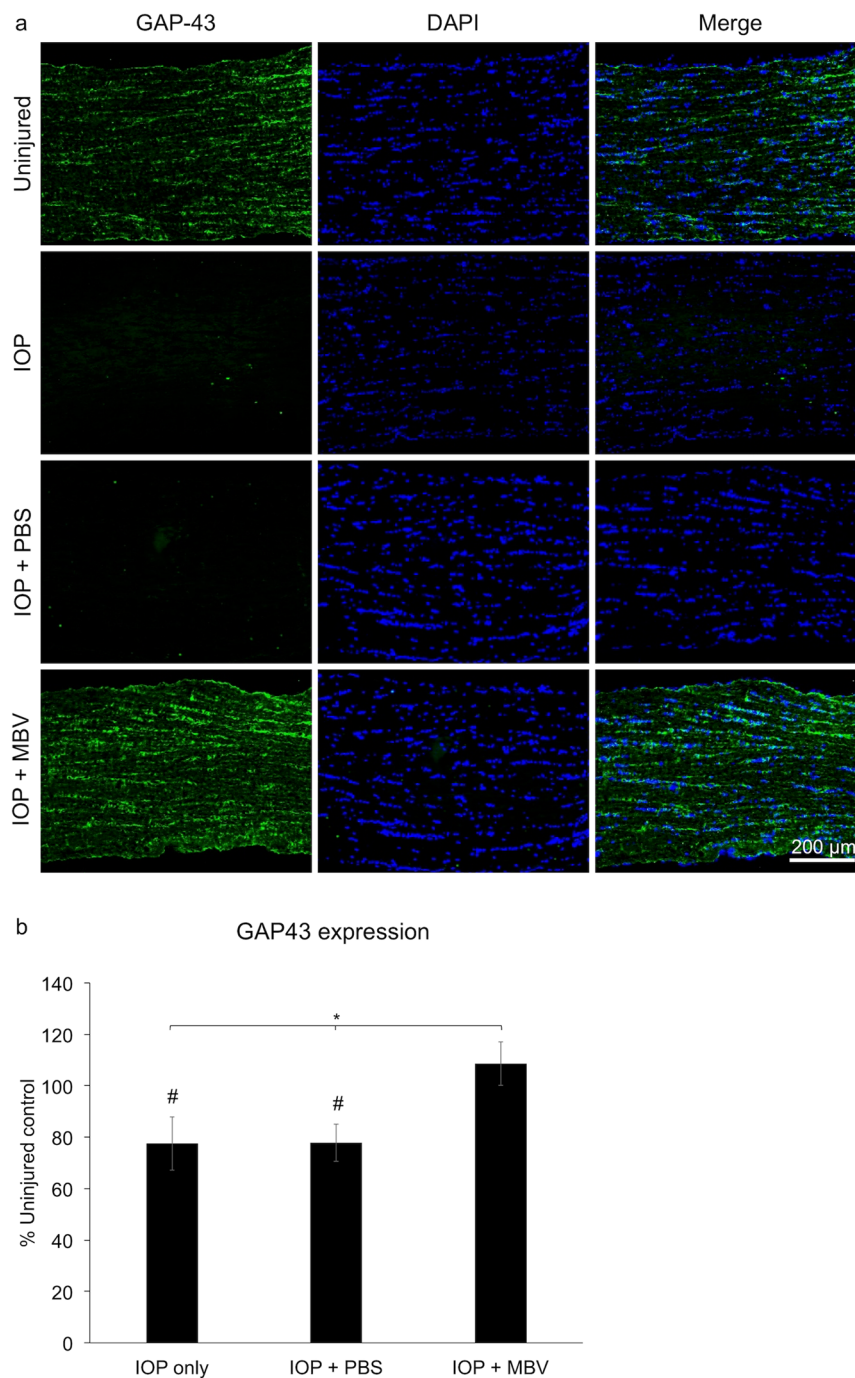 a
GAP-43 DAPI Merge
Uninjured
IOP
IOP + PBS
IOP + MBV
200 µm
b
GAP43 expression
% Uninjured control
140
120
100
80
60
40
20
0
*
# #
IOP only IOP + PBS IOP + MBV